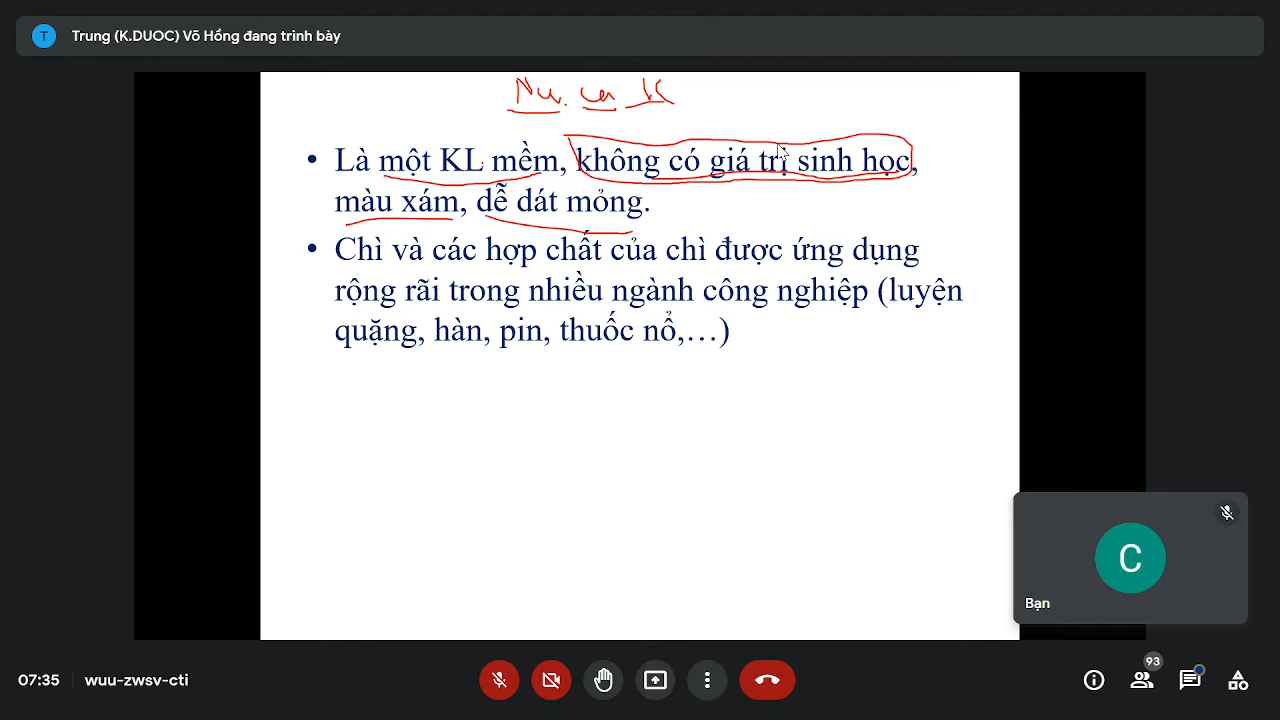 T Trung (K.DUOC) Võ Hồng đang trình bày
Na Ca K
• Là một KL mềm, không có giá trị sinh học,
màu xám, dễ dát mỏng.
• Chì và các hợp chất của chì được ứng dụng
rộng rãi trong nhiều ngành công nghiệp (luyện
quặng, hàn, pin, thuốc nổ,…)
C
Bạn
93
07:35 wuu-zwsv-cti